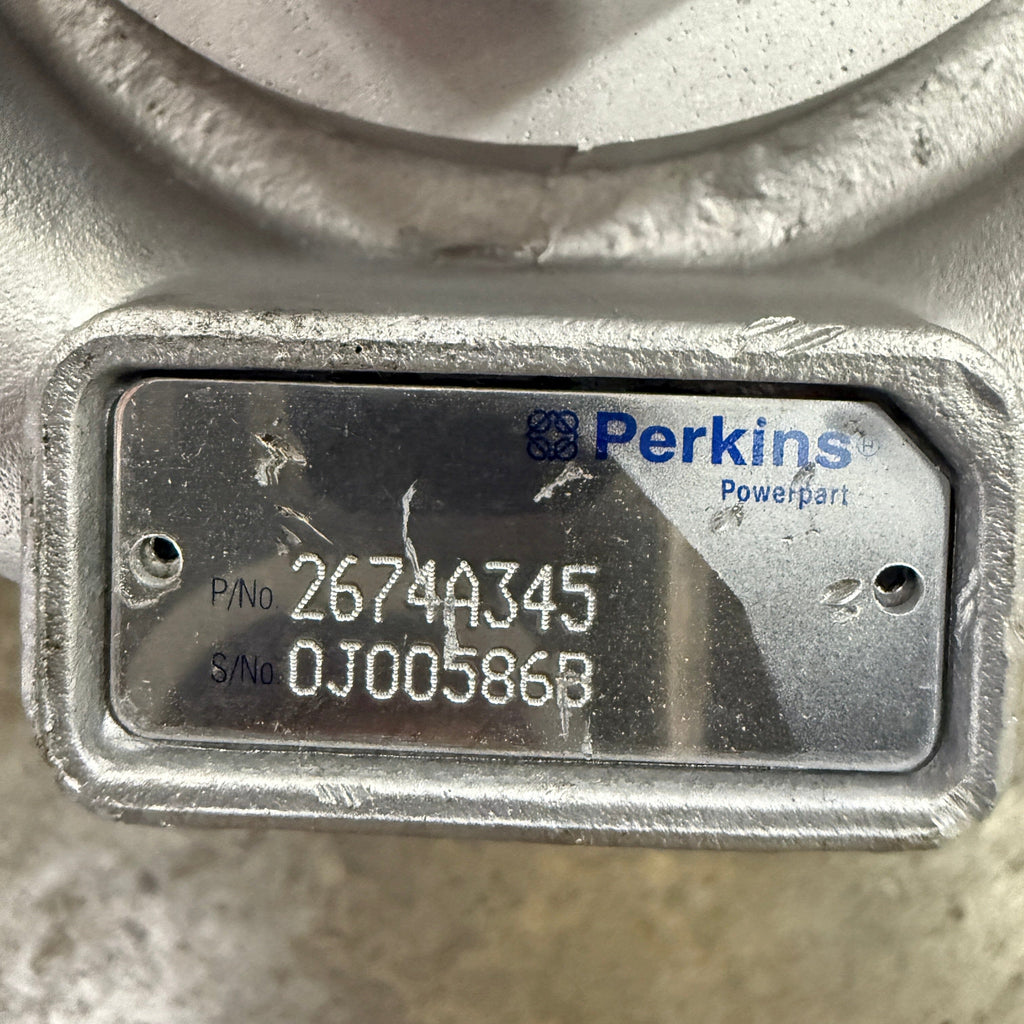 Perkins®
Powerpart
P/No. 2674A345
S/No. 0J00586B